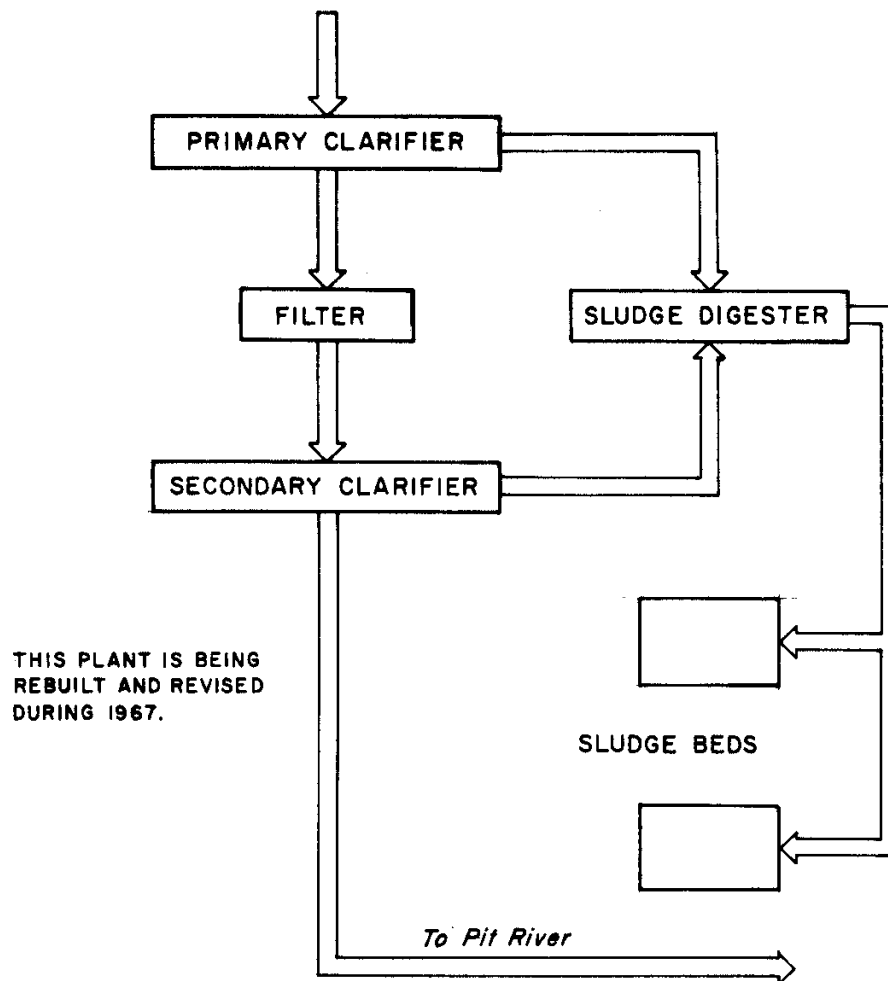 PRIMARY CLARIFIER
FILTER
SLUDGE DIGESTER
SECONDARY CLARIFIER
THIS PLANT IS BEING
REBUILT AND REVISED
DURING 1967.
SLUDGE BEDS
To Pit River